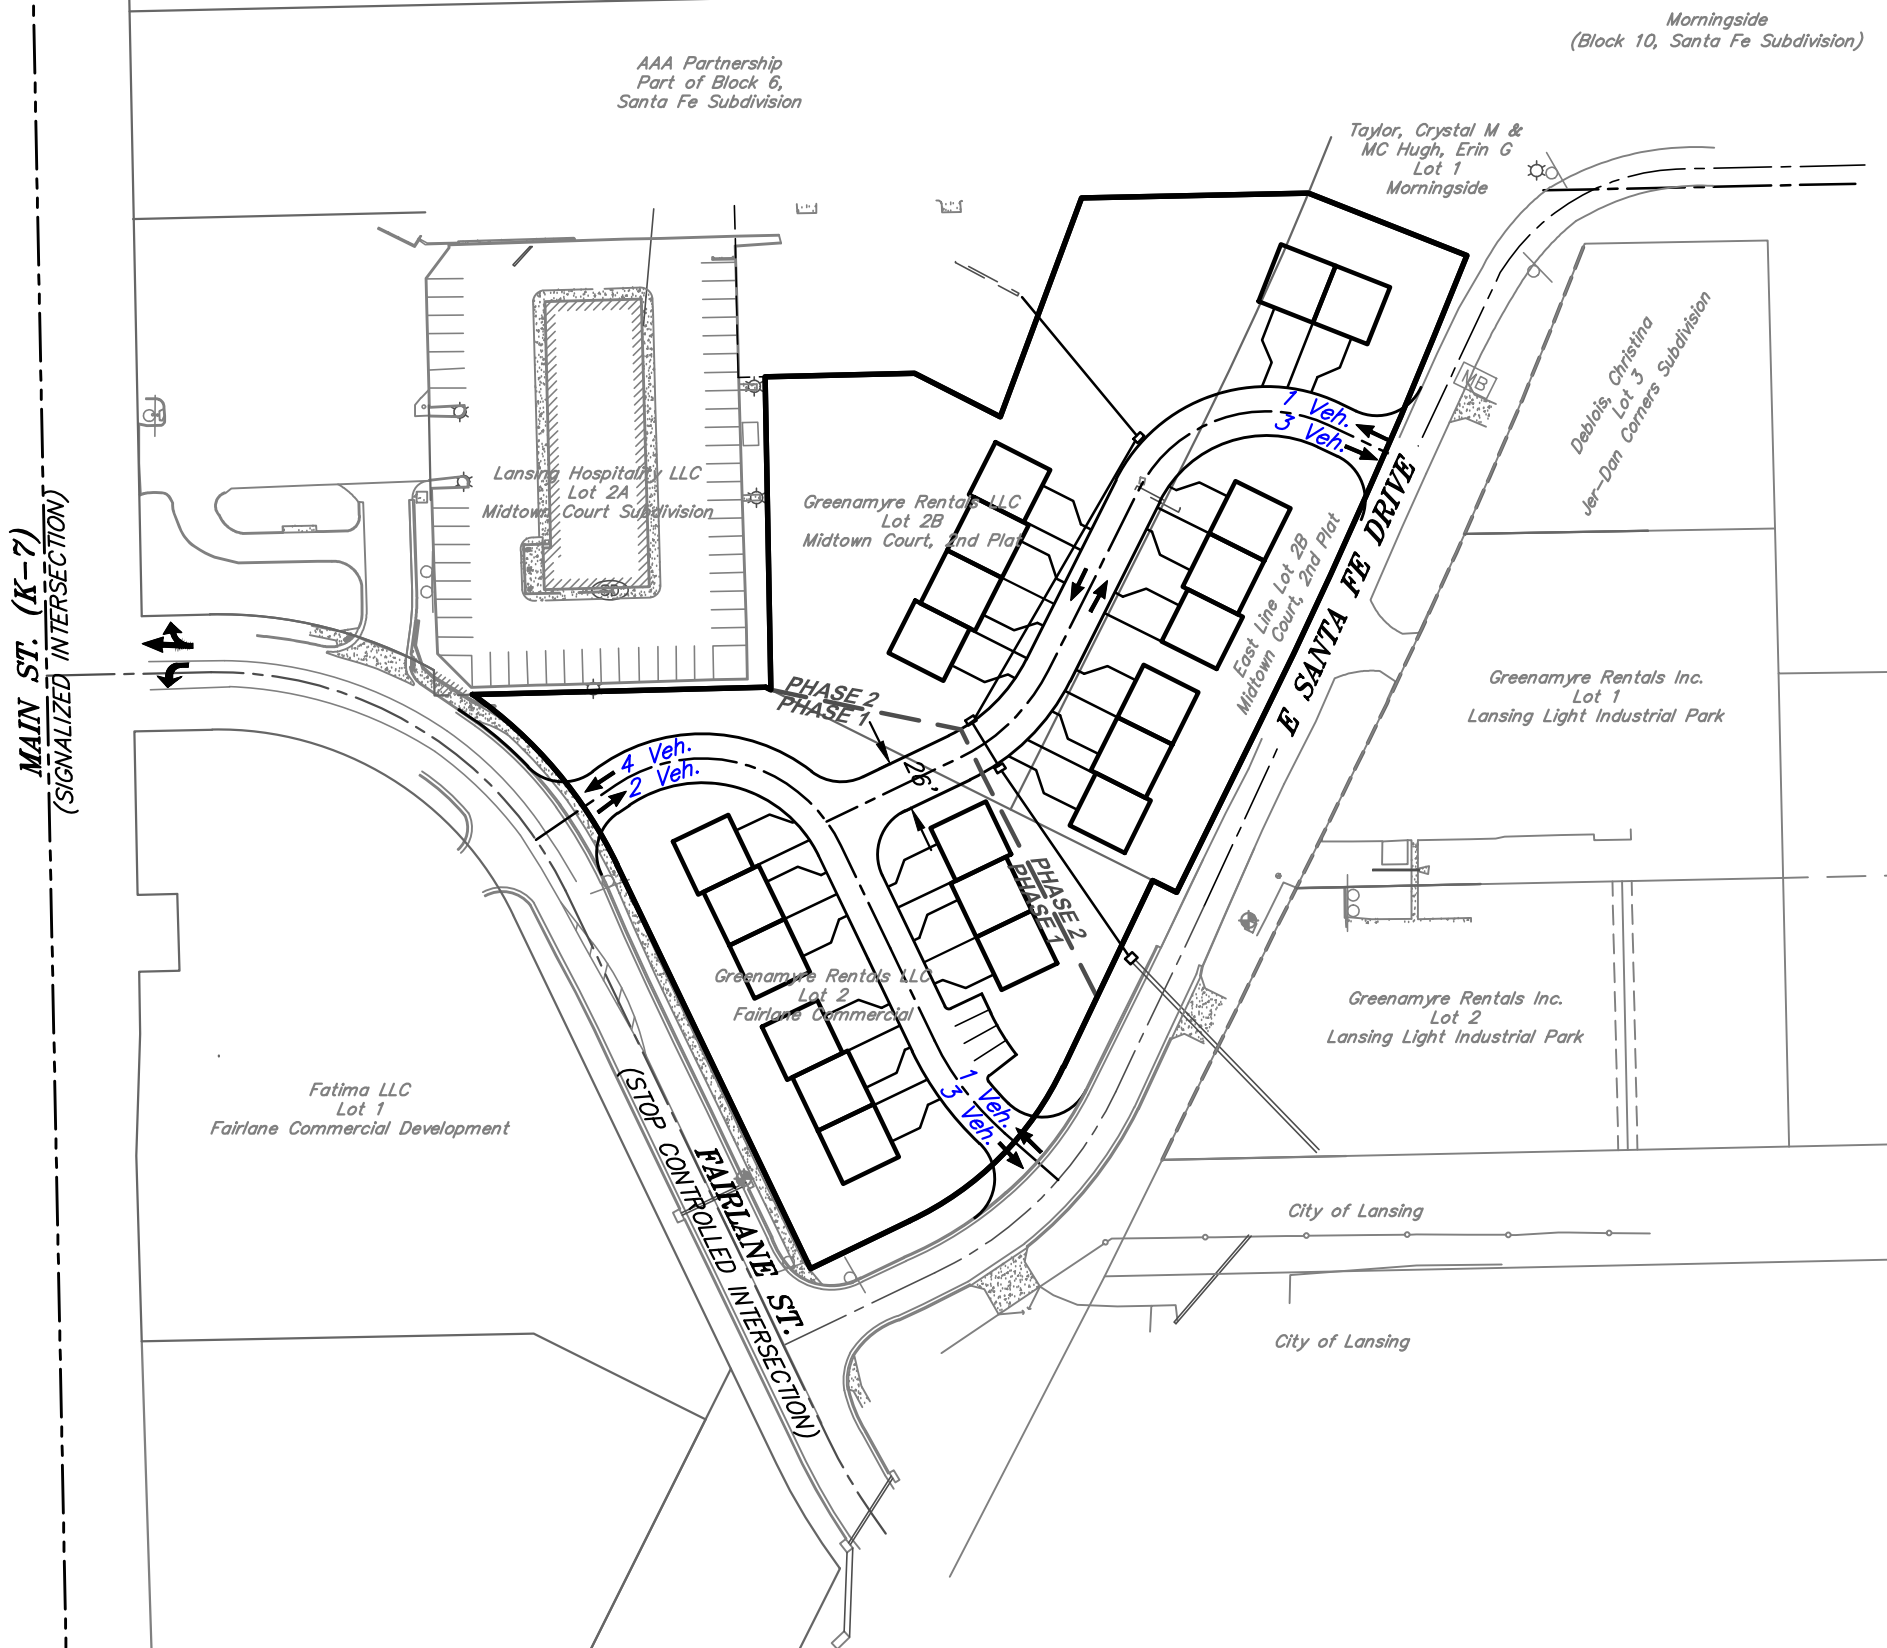 Morningside
(Block 10, Santa Fe Subdivision)
AAA Partnership
Part of Block 6,
Santa Fe Subdivision
Taylor, Crystal M &
MC Hugh, Erin G
Lot 1
Morningside
Deblois, Christina
Lot 3
Jer-Dan Corners Subdivision
MB
1 Veh.
3 Veh.
Lansing Hospitality LLC
Lot 2A
Midtown Court Subdivision
Greenamyre Rentals LLC
Lot 2B
Midtown Court, 2nd Plat
East Line Lot 2B
Midtown Court, 2nd Plat
E SANTA FE DRIVE
MAIN ST. (K-7)
(SIGNALIZED INTERSECTION)
SD
PHASE 2
PHASE 1
4 Veh.
2 Veh.
26'
Greenamyre Rentals Inc.
Lot 1
Lansing Light Industrial Park
PHASE 2
PHASE 1
Greenamyre Rentals LLC
Lot 2
Fairlane Commercial
Greenamyre Rentals Inc.
Lot 2
Lansing Light Industrial Park
1 Veh.
3 Veh.
Fatima LLC
Lot 1
Fairlane Commercial Development
FAIRLANE ST.
(STOP CONTROLLED INTERSECTION)
City of Lansing
City of Lansing